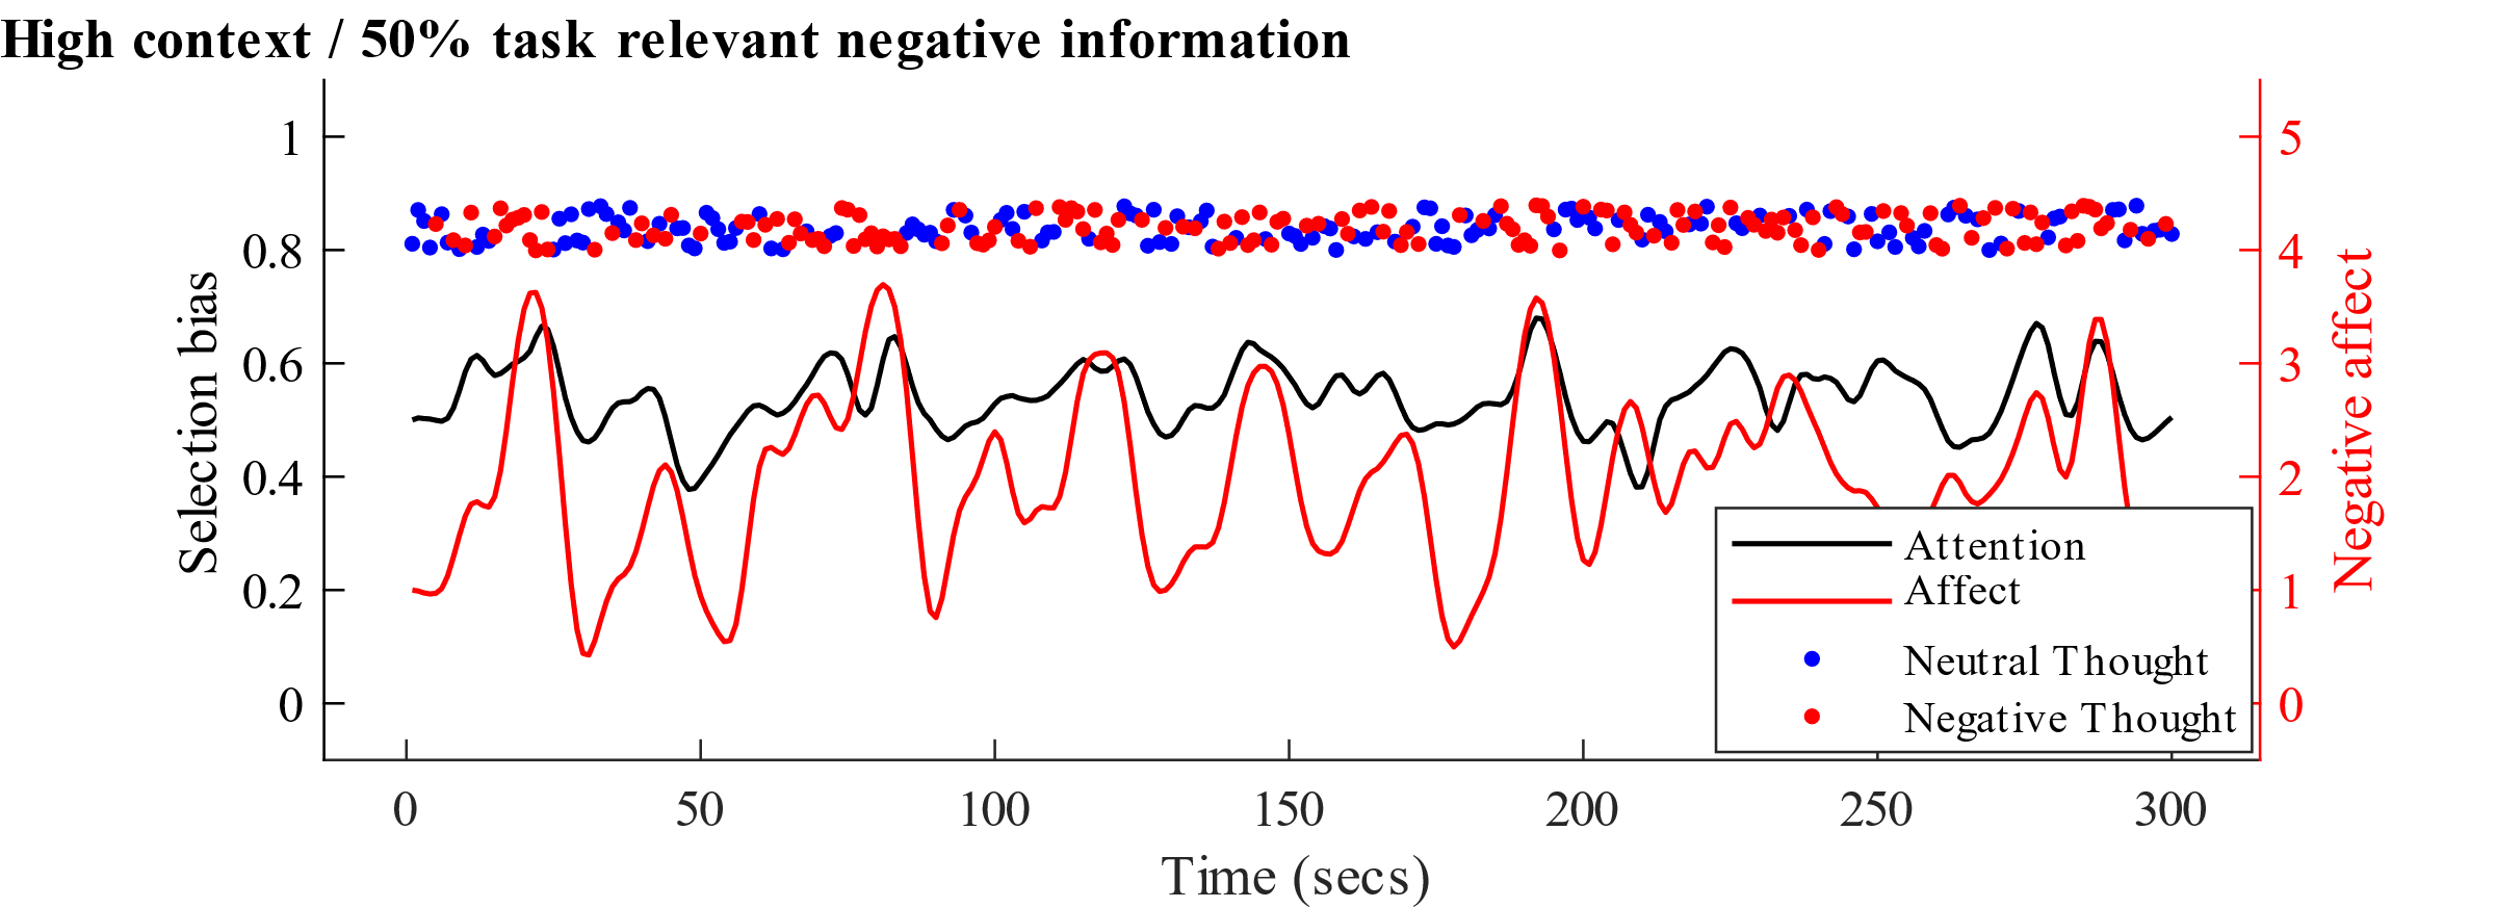 High context / 50% task relevant negative information
1
0.8
0.6
0.4
0.2
0
Selection bias
5
4
3
2
1
0
Negative affect
Attention
Affect
Neutral Thought
Negative Thought
0 50 100 150 200 250 300
Time (secs)